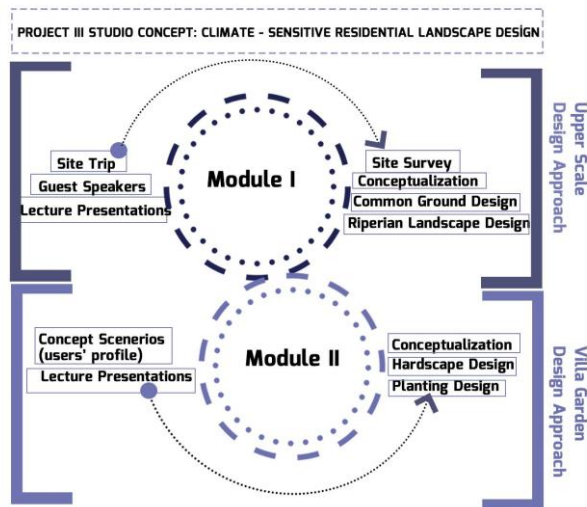 PROJECT III STUDIO CONCEPT: CLIMATE - SENSITIVE RESIDENTIAL LANDSCAPE DESİGN
Module I
Site Trip
Guest Speakers
Lecture Presentations
Site Survey
Conceptualization
Common Ground Design
Riperian Landscape Design
Upper Scale
Design Approach
Module II
Concept Scenerios
(users' profile)
Lecture Presentations
Conceptualization
Hardscape Design
Planting Design
Villa Garden
Design Approach